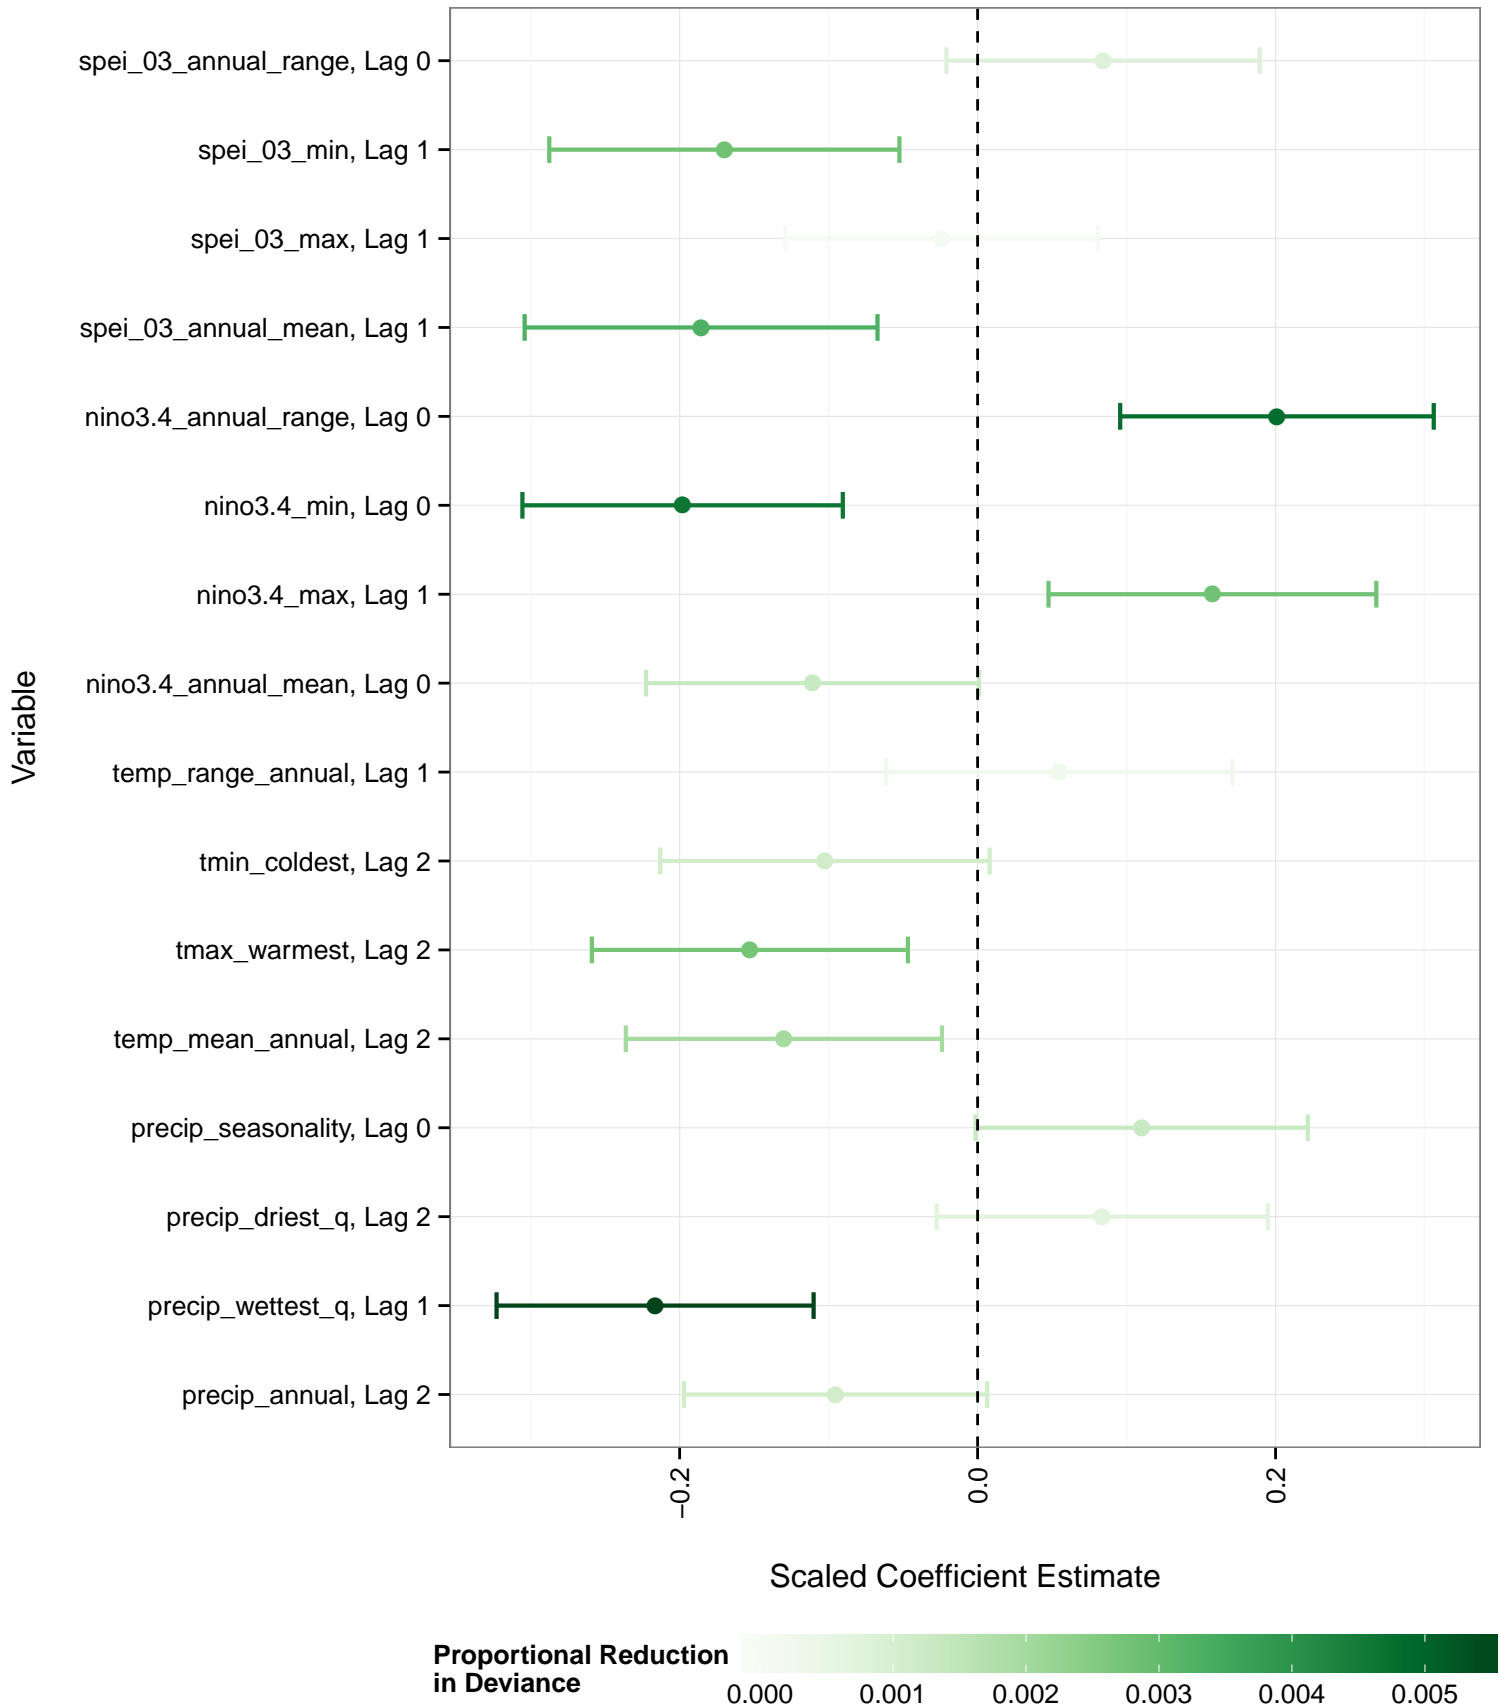 spei_03_annual_range, Lag 0
spei_03_min, Lag 1
spei_03_max, Lag 1
spei_03_annual_mean, Lag 1
nino3.4_annual_range, Lag 0
nino3.4_min, Lag 0
nino3.4_max, Lag 1
nino3.4_annual_mean, Lag 0
temp_range_annual, Lag 1
tmin_coldest, Lag 2
tmax_warmest, Lag 2
temp_mean_annual, Lag 2
precip_seasonality, Lag 0
precip_driest_q, Lag 2
precip_wettest_q, Lag 1
precip_annual, Lag 2
Variable
−0.2
0.0
0.2
Scaled Coefficient Estimate
Proportional Reduction
in Deviance
0.000 0.001 0.002 0.003 0.004 0.005